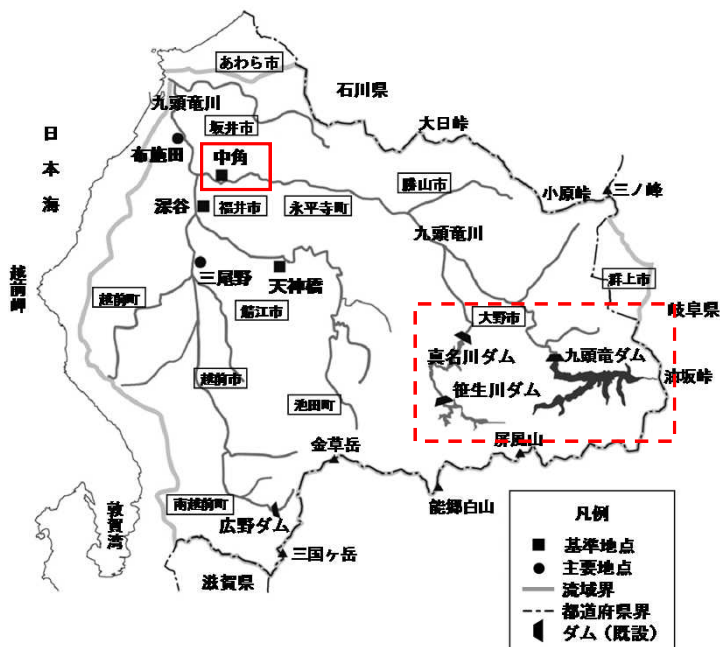 あわら市
石川県
九頭竜川
坂井市
大日峠
日本海
布施田
中角
勝山市
小原峠
三ノ峰
深谷
福井市
永平寺町
九頭竜川
三尾野
天神橋
郡上市
越前岬
越前町
鯖江市
大野市
岐阜県
真名川ダム
九頭竜ダム
油坂峠
越前市
笹生川ダム
池田町
屏風山
金草岳
能郷白山
敦賀湾
南越前町
広野ダム
三国ヶ岳
滋賀県
凡例
基準地点
主要地点
流域界
都道府県界
ダム（既設）